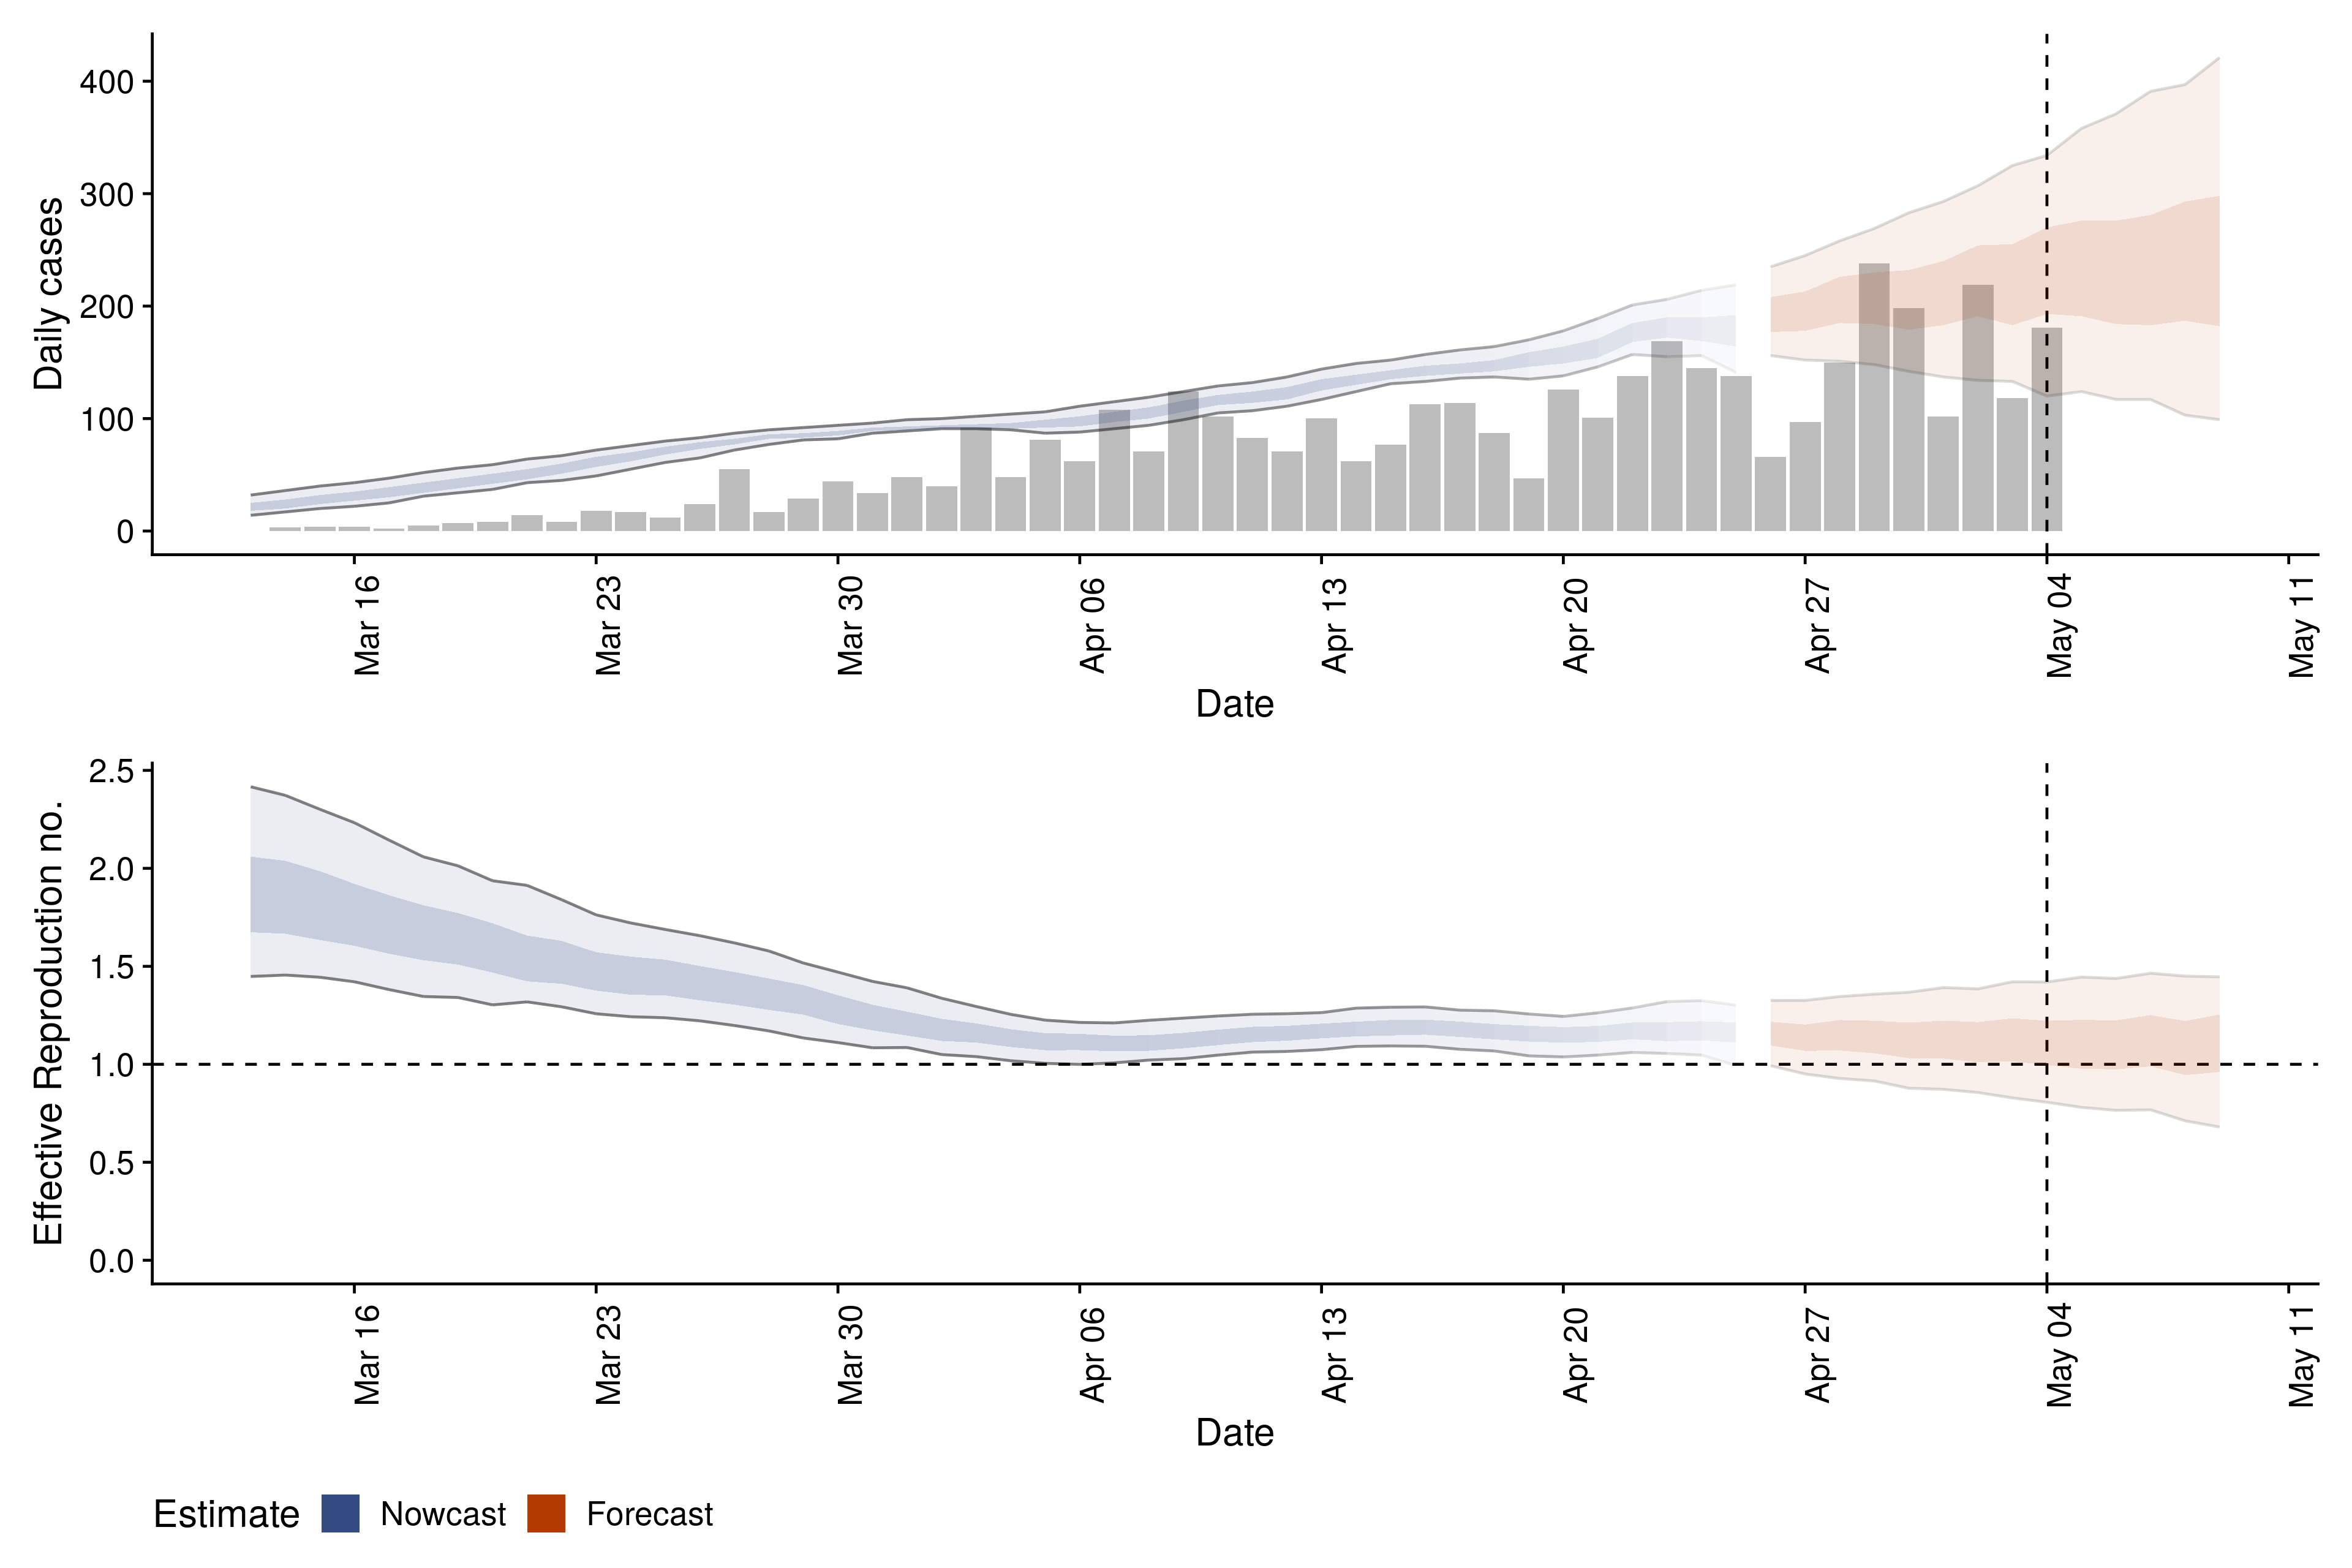 Daily cases
400
300
200
100
0
Mar 16 Mar 23 Mar 30 Apr 06 Apr 13 Apr 20 Apr 27 May 04 May 11
Date
Effective Reproduction no.
2.5
2.0
1.5
1.0
0.5
0.0
Mar 16 Mar 23 Mar 30 Apr 06 Apr 13 Apr 20 Apr 27 May 04 May 11
Date
Estimate Nowcast Forecast